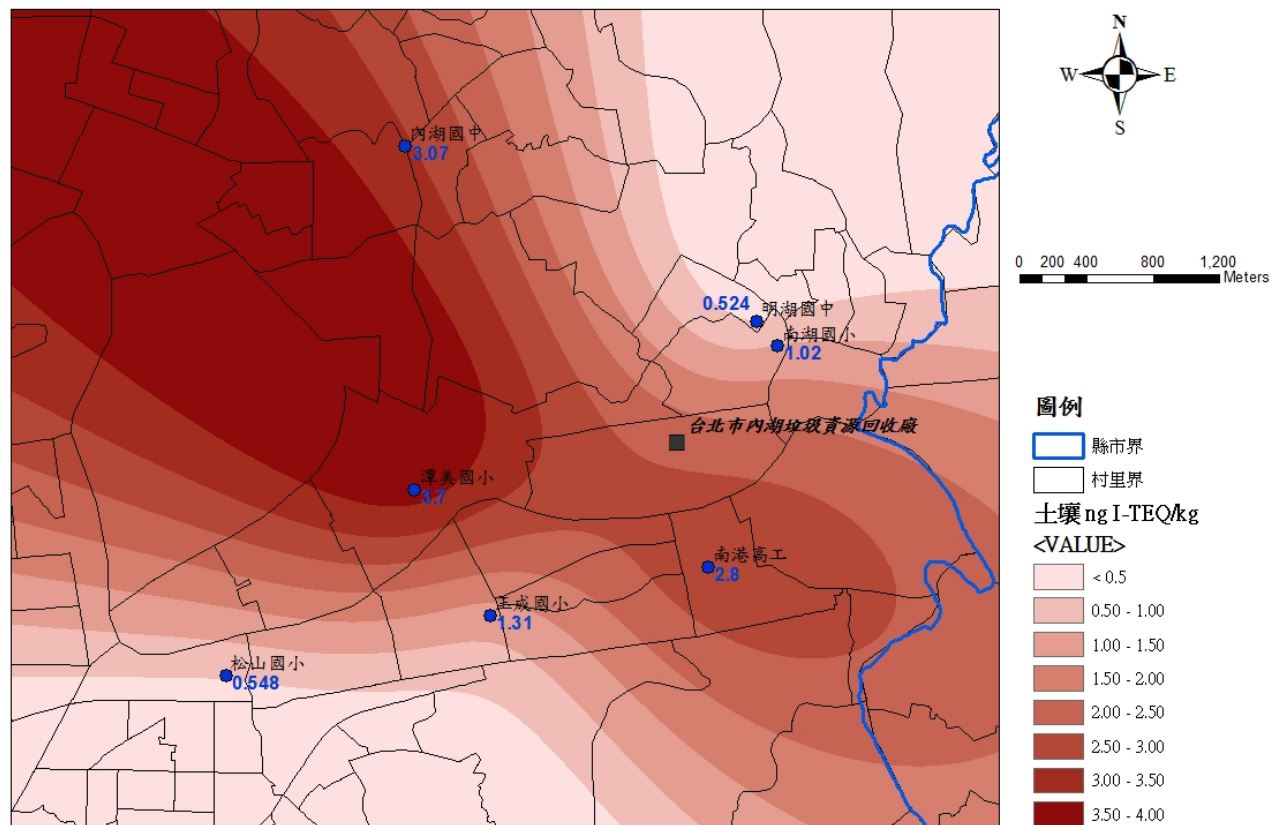 N
W
E
S
內湖國中
3.07
0.524
明湖國中
南湖國小
1.02
0 200 400 800 1,200
Meters
台北市內湖垃圾資源回收廠
潭美國小
3.7
南港高工
2.8
玉成國小
1.31
松山國小
0.548
圖例
縣市界
村里界
土壤 ng I-TEQ/kg
<VALUE>
< 0.5
0.50 - 1.00
1.00 - 1.50
1.50 - 2.00
2.00 - 2.50
2.50 - 3.00
3.00 - 3.50
3.50 - 4.00